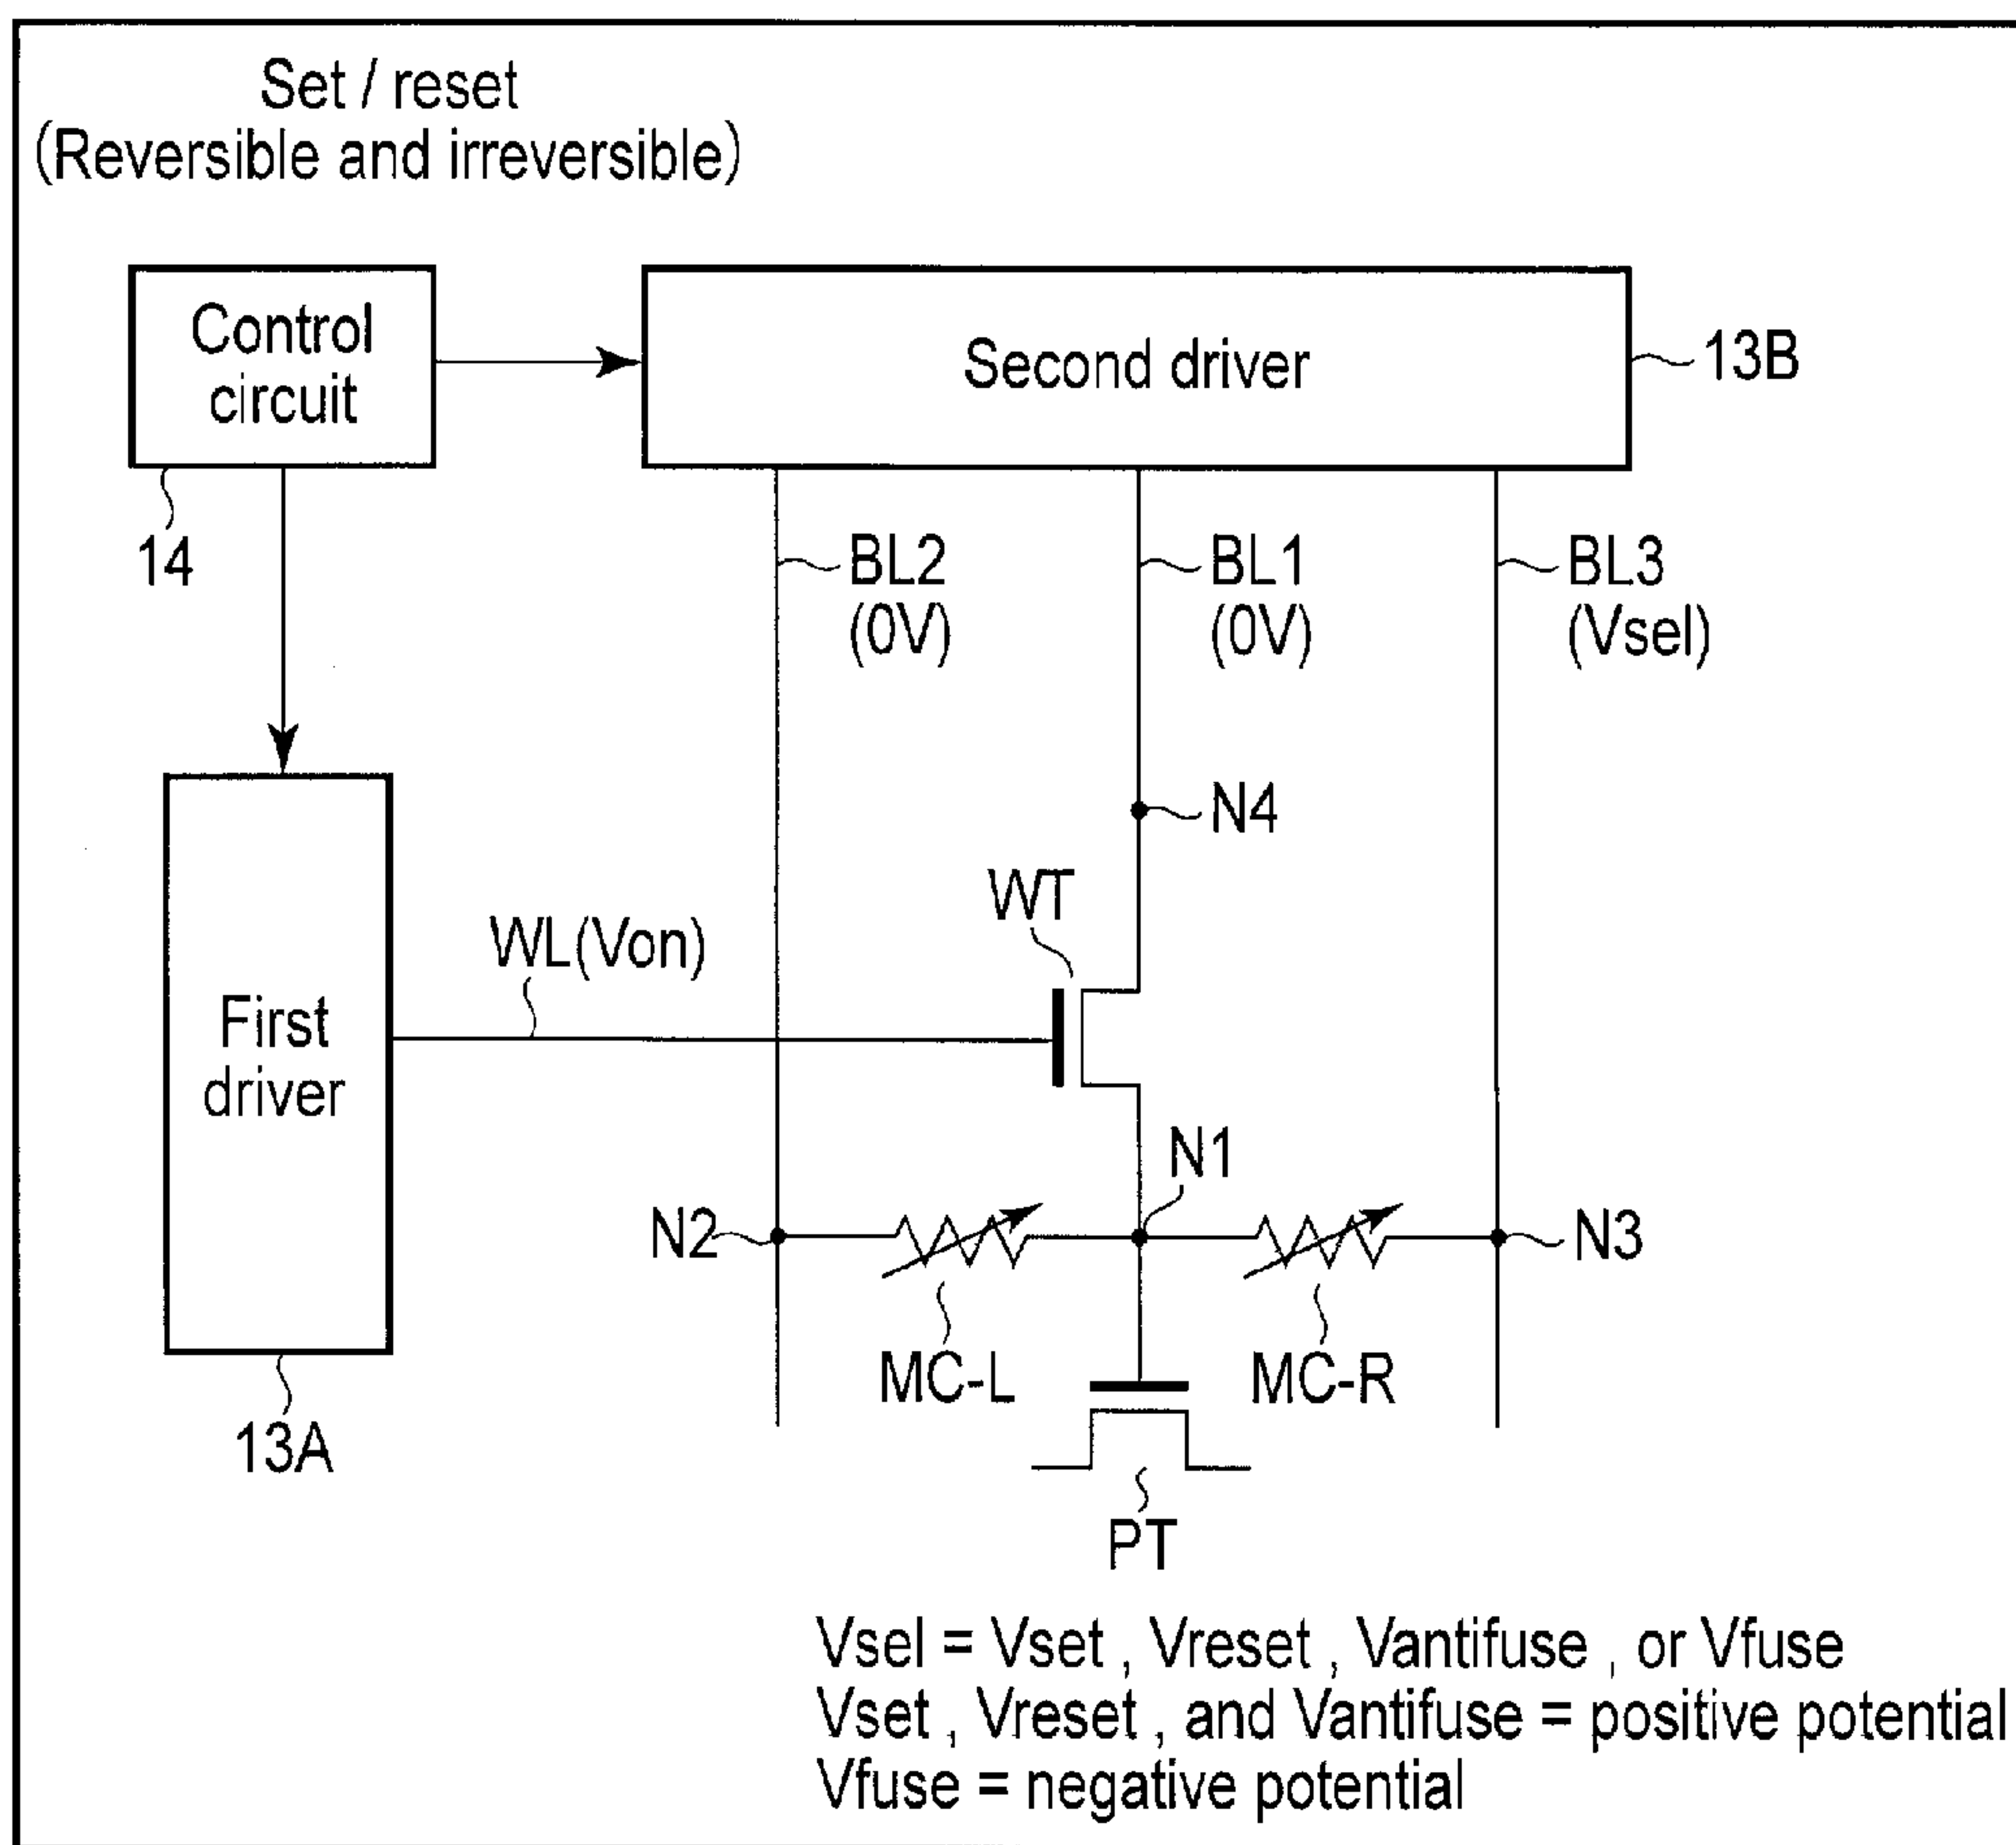 Set / reset
(Reversible and irreversible)
Control
circuit
Second driver
13B
14
BL2
(0V)
BL1
(0V)
BL3
(Vsel)
N4
WT
WL(Von)
First
driver
N1
N2
N3
MC-L
MC-R
13A
PT
Vsel = Vset , Vreset , Vantifuse , or Vfuse
Vset , Vreset , and Vantifuse = positive potential
Vfuse = negative potential